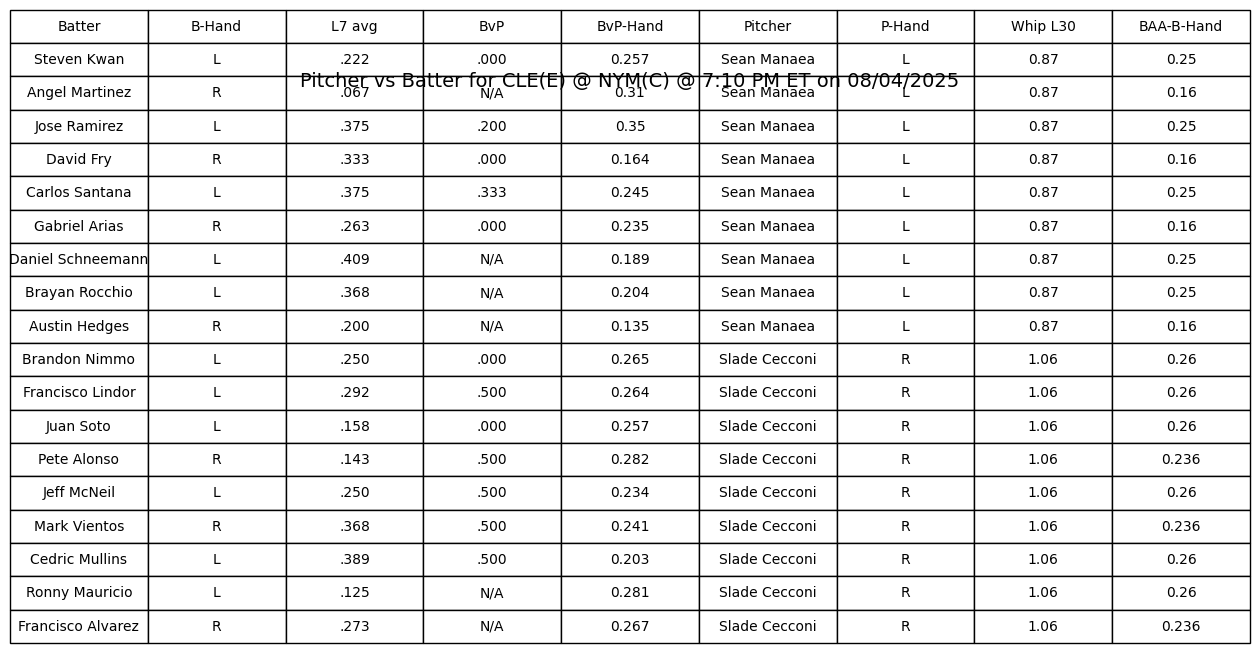 Batter B-Hand L7 avg BvP BvP-Hand Pitcher P-Hand Whip L30 BAA-B-Hand
Steven Kwan L .222 .000 0.257 Sean Manaea L 0.87 0.25
Pitcher vs Batter for CLE(E) @ NYM(C) @ 7:10 PM ET on 08/04/2025
Angel Martinez R .067 N/A 0.31 Sean Manaea L 0.87 0.16
Jose Ramirez L .375 .200 0.35 Sean Manaea L 0.87 0.25
David Fry R .333 .000 0.164 Sean Manaea L 0.87 0.16
Carlos Santana L .375 .333 0.245 Sean Manaea L 0.87 0.25
Gabriel Arias R .263 .000 0.235 Sean Manaea L 0.87 0.16
Daniel Schneemann L .409 N/A 0.189 Sean Manaea L 0.87 0.25
Brayan Rocchio L .368 N/A 0.204 Sean Manaea L 0.87 0.25
Austin Hedges R .200 N/A 0.135 Sean Manaea L 0.87 0.16
Brandon Nimmo L .250 .000 0.265 Slade Cecconi R 1.06 0.26
Francisco Lindor L .292 .500 0.264 Slade Cecconi R 1.06 0.26
Juan Soto L .158 .000 0.257 Slade Cecconi R 1.06 0.26
Pete Alonso R .143 .500 0.282 Slade Cecconi R 1.06 0.236
Jeff McNeil L .250 .500 0.234 Slade Cecconi R 1.06 0.26
Mark Vientos R .368 .500 0.241 Slade Cecconi R 1.06 0.236
Cedric Mullins L .389 .500 0.203 Slade Cecconi R 1.06 0.26
Ronny Mauricio L .125 N/A 0.281 Slade Cecconi R 1.06 0.26
Francisco Alvarez R .273 N/A 0.267 Slade Cecconi R 1.06 0.236